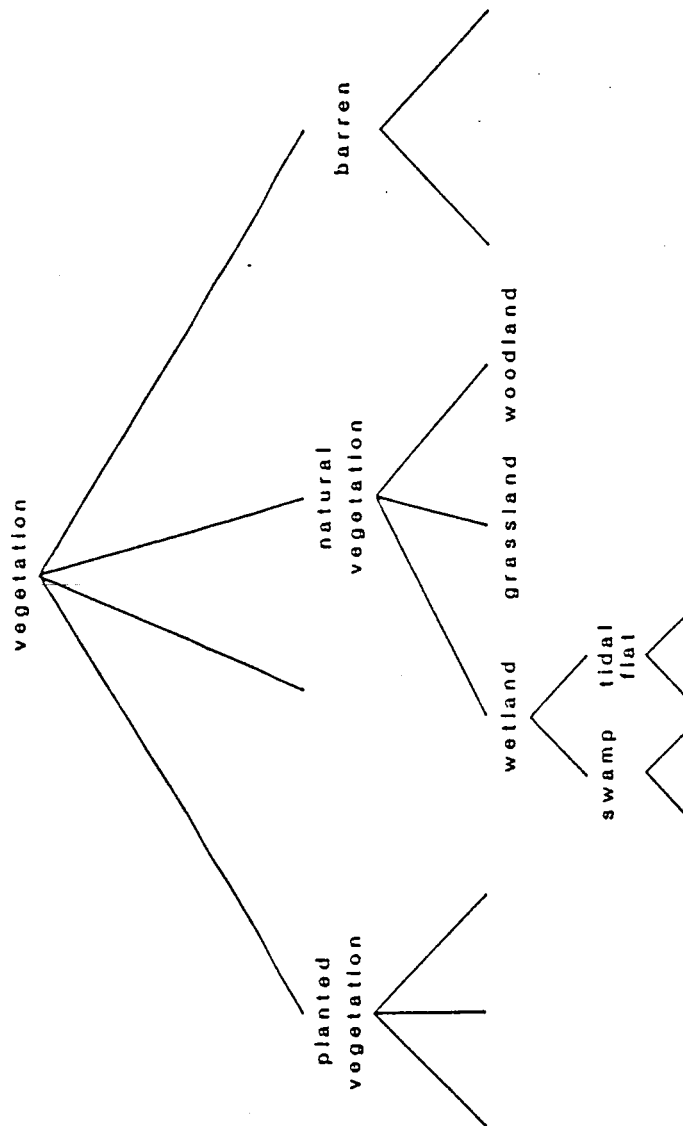 vegetation
planted
vegetation
natural
vegetation
barren
wetland
grassland
woodland
swamp
tidal
flat